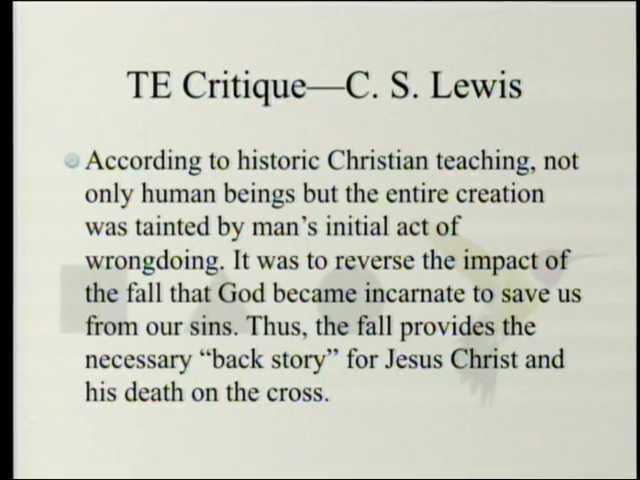 TE Critique—C. S. Lewis
According to historic Christian teaching, not
only human beings but the entire creation
was tainted by man's initial act of
wrongdoing. It was to reverse the impact of
the fall that God became incarnate to save us
from our sins. Thus, the fall provides the
necessary “back story” for Jesus Christ and
his death on the cross.